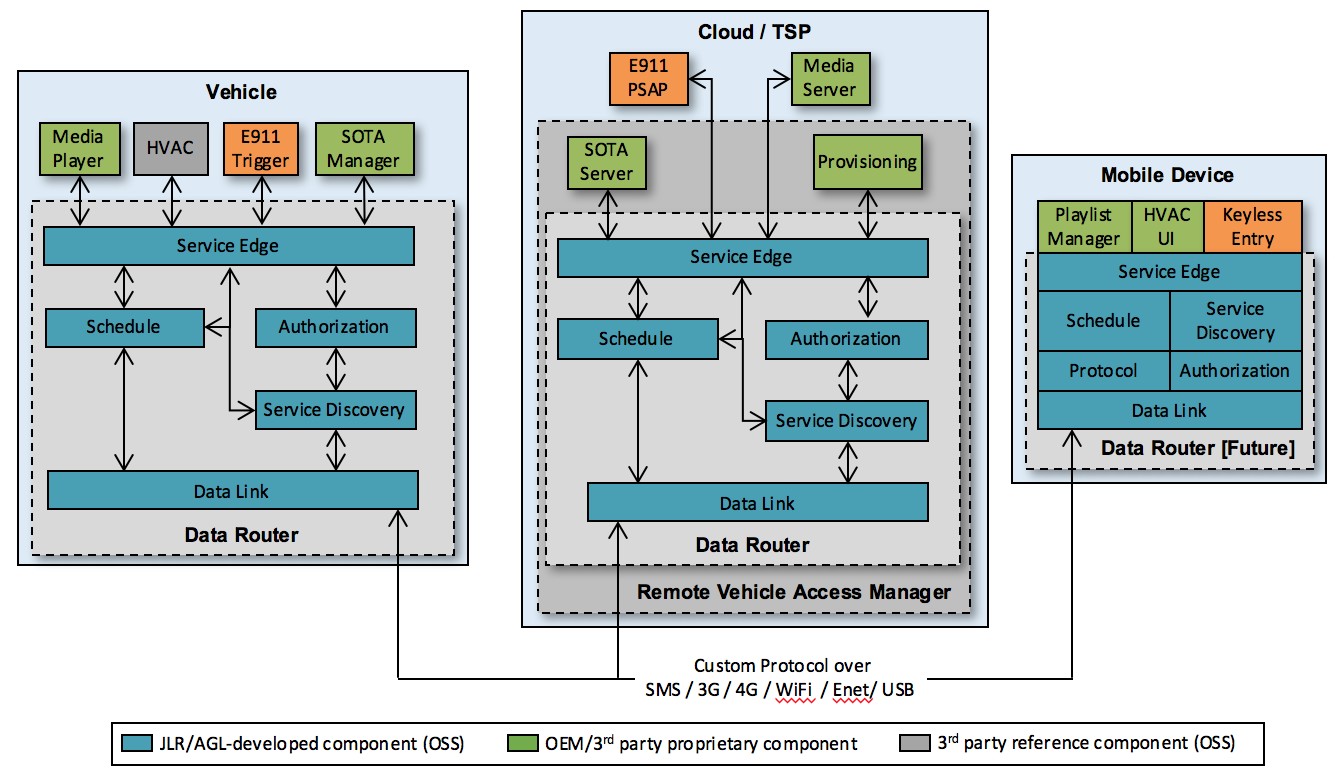 Cloud / TSP
E911
PSAP
Media
Server
Vehicle
Media
Player
HVAC
E911
Trigger
SOTA
Manager
Service Edge
Schedule
Authorization
Service Discovery
Data Link
Data Router
SOTA
Server
Provisioning
Service Edge
Schedule
Authorization
Service Discovery
Data Link
Data Router
Remote Vehicle Access Manager
Mobile Device
Playlist
Manager
HVAC
UI
Keyless
Entry
Service Edge
Schedule
Service
Discovery
Protocol
Authorization
Data Link
Data Router [Future]
Custom Protocol over
SMS / 3G / 4G / WiFi / Enet/ USB
JLR/AGL-developed component (OSS)
OEM/3rd party proprietary component
3rd party reference component (OSS)